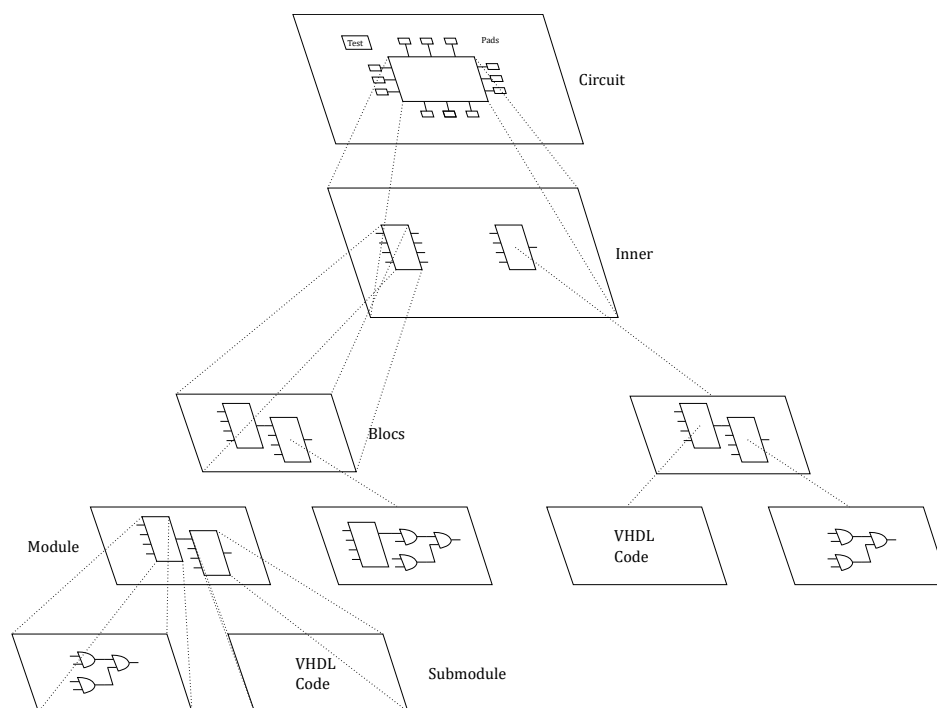 Test
Pads
Circuit
Inner
Blocs
Module
VHDL
Code
VHDL
Code
Submodule